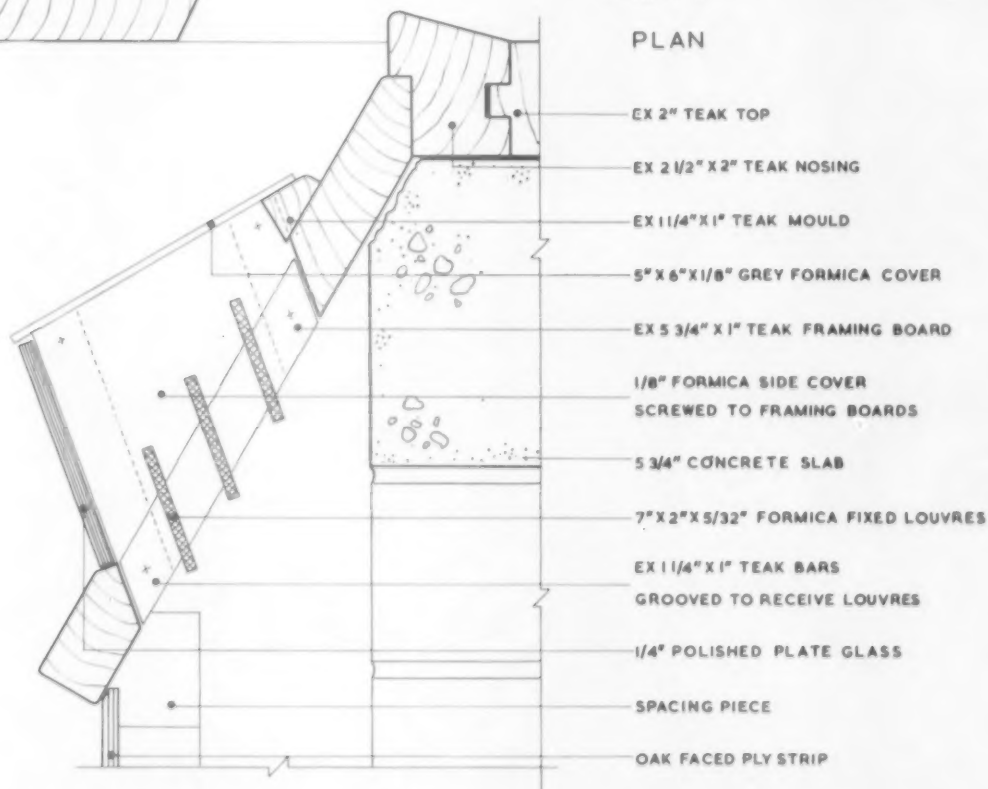 PLAN
EX 2" TEAK TOP
EX 2 1/2" X 2" TEAK NOSING
EX 1 1/4" X 1" TEAK MOULD
5" X 6" X 1/8" GREY FORMICA COVER
EX 5 3/4" X 1" TEAK FRAMING BOARD
1/8" FORMICA SIDE COVER
SCREWED TO FRAMING BOARDS
5 3/4" CONCRETE SLAB
7" X 2" X 5/32" FORMICA FIXED LOUVRES
EX 1 1/4" X 1" TEAK BARS
GROOVED TO RECEIVE LOUVRES
1/4" POLISHED PLATE GLASS
SPACING PIECE
OAK FACED PLY STRIP